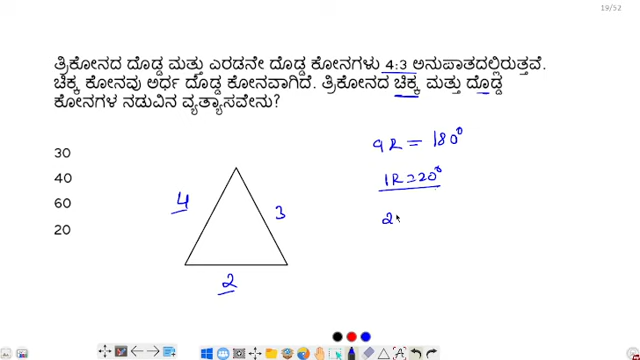 19/52
ತ್ರಿಕೋನದ ದೊಡ್ಡ ಮತ್ತು ಎರಡನೇ ದೊಡ್ಡ ಕೋನಗಳು 4:3 ಅನುಪಾತದಲ್ಲಿರುತ್ತವೆ.
ಚಿಕ್ಕ ಕೋನವು ಅರ್ಧ ದೊಡ್ಡ ಕೋನವಾಗಿದೆ. ತ್ರಿಕೋನದ ಚಿಕ್ಕ ಮತ್ತು ದೊಡ್ಡ
ಕೋನಗಳ ನಡುವಿನ ವ್ಯತ್ಯಾಸವೇನು?
30
40
60
20
4
3
2
9R = 180°
1R = 20°
2